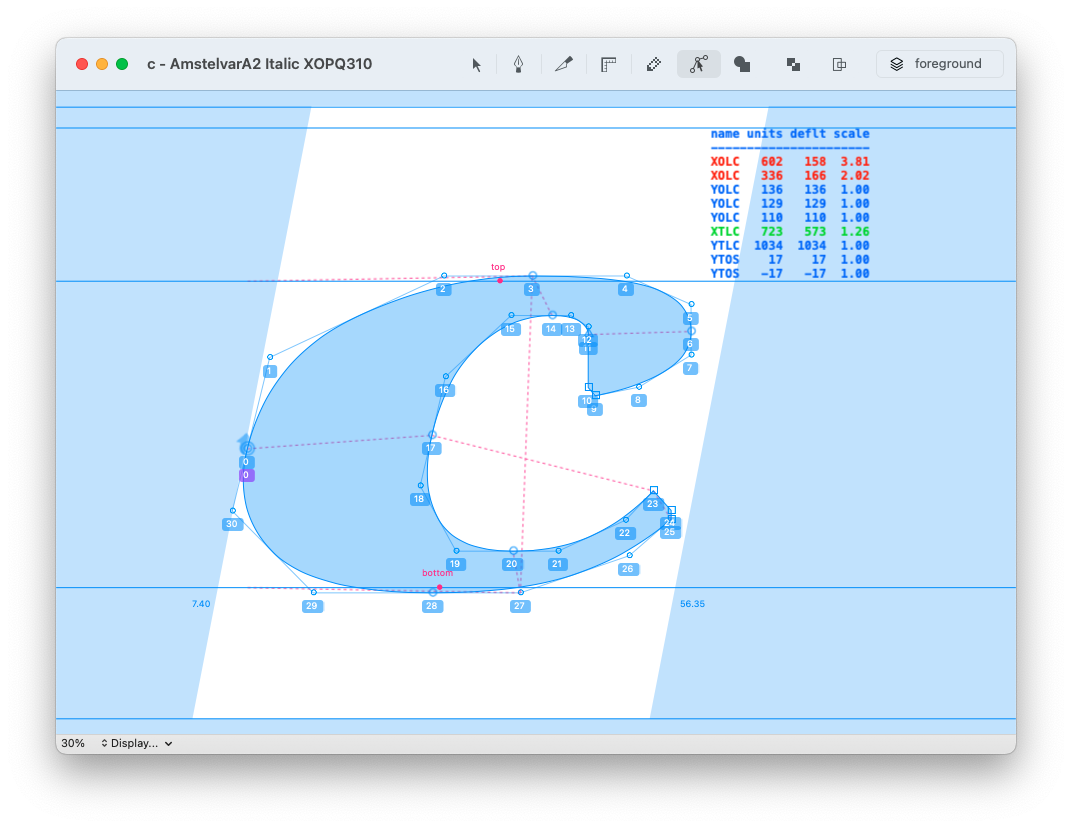 c - AmstelvarA2 Italic XOPQ310
foreground
name units deflt scale
----------------------
XOLC 602 158 3.81
XOLC 336 166 2.02
YOLC 136 136 1.00
YOLC 129 129 1.00
YOLC 110 110 1.00
XTLC 723 573 1.26
YTLC 1034 1034 1.00
YTOS 17 17 1.00
YTOS -17 -17 1.00
top
2 3 4
5
15 14 13
12
6
11
7
1
16
10 8
9
17
0
0
18
23
30
24
22 25
19 20 21
26
bottom
7.40 29 28 27 56.35
30% Display...